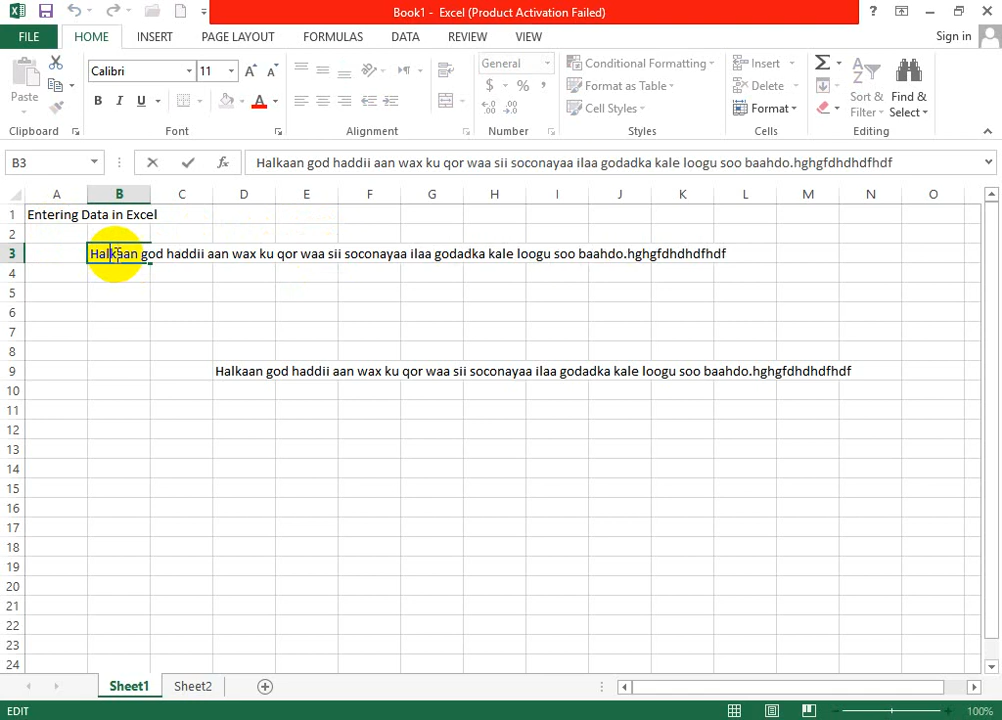 Book1 - Excel (Product Activation Failed)
FILE HOME INSERT PAGE LAYOUT FORMULAS DATA REVIEW VIEW Sign in
Calibri 11 General Conditional Formatting Insert Σ
Paste B I U A $ % , Format as Table Delete Sort & Find &
Cell Styles Format Filter Select
Clipboard Font Alignment Number Styles Cells Editing
B3 fx Halkaan god haddii aan wax ku qor waa sii soconayaa ilaa godadka kale loogu soo baahdo.hghgfdhdhdfhdf
A B C D E F G H I J K L M N O
1 Entering Data in Excel
2
3 Halkaan god haddii aan wax ku qor waa sii soconayaa ilaa godadka kale loogu soo baahdo.hghgfdhdhdfhdf
4
5
6
7
8
9 Halkaan god haddii aan wax ku qor waa sii soconayaa ilaa godadka kale loogu soo baahdo.hghgfdhdhdfhdf
10
11
12
13
14
15
16
17
18
19
20
21
22
23
24
Sheet1 Sheet2
EDIT 100%